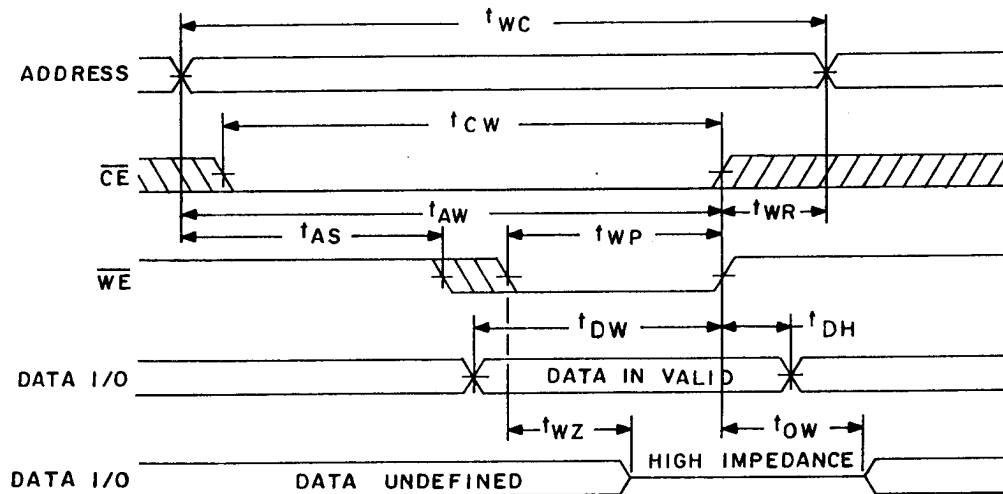 tWC
ADDRESS
tCW
CE
tAW
tWR
tAS
tWP
WE
tDW
tDH
DATA I/O
DATA IN VALID
tWZ
tOW
HIGH IMPEDANCE
DATA I/O
DATA UNDEFINED